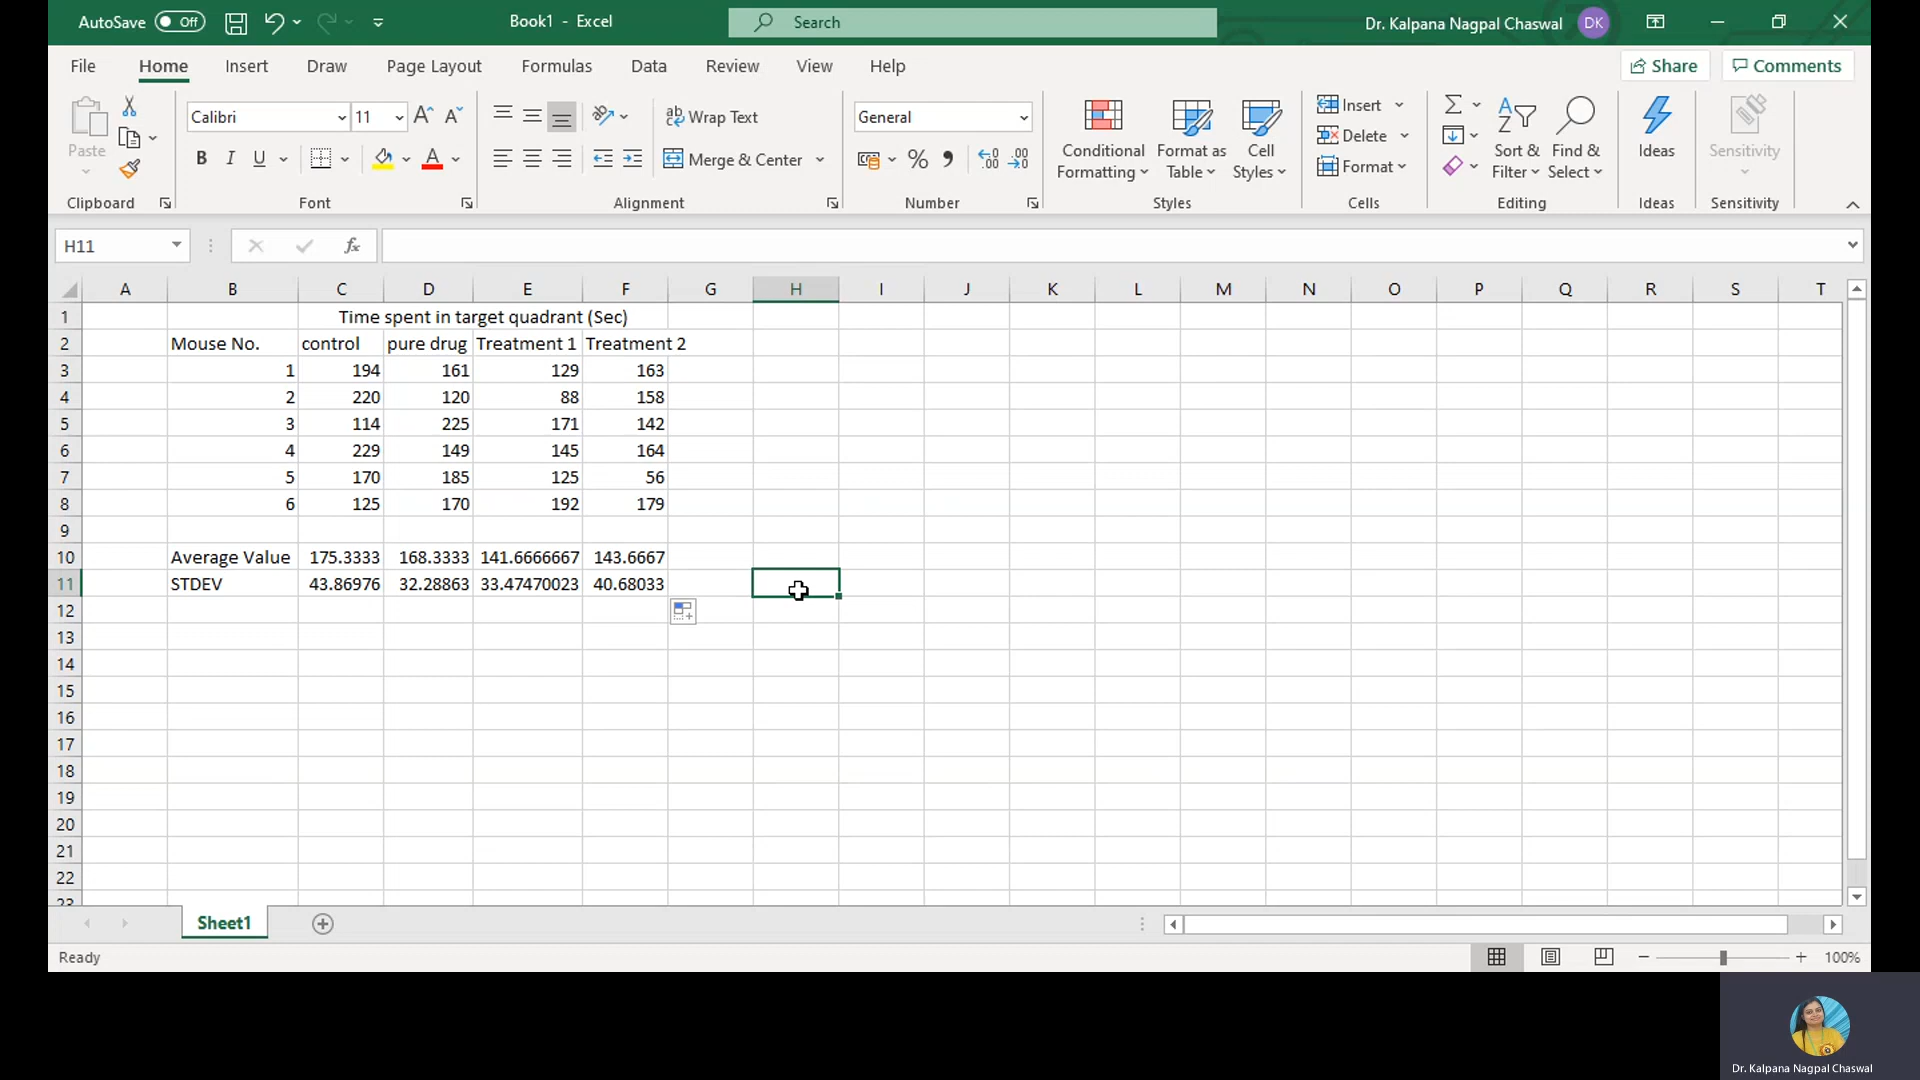 AutoSave Off Book1 - Excel Search Dr. Kalpana Nagpal Chaswal DK
File Home Insert Draw Page Layout Formulas Data Review View Help Share Comments
Paste Calibri 11 Wrap Text General Conditional Formatting Format as Table Cell Styles Insert Sort & Filter Find & Select Ideas Sensitivity
B I U Merge & Center % Delete
Format
Clipboard Font Alignment Number Styles Cells Editing Ideas Sensitivity
H11 fx
A B C D E F G H I J K L M N O P Q R S T
1 Time spent in target quadrant (Sec)
2 Mouse No. control pure drug Treatment 1 Treatment 2
3 1 194 161 129 163
4 2 220 120 88 158
5 3 114 225 171 142
6 4 229 149 145 164
7 5 170 185 125 56
8 6 125 170 192 179
9
10 Average Value 175.3333 168.3333 141.6666667 143.6667
11 STDEV 43.86976 32.28863 33.47470023 40.68033
12
13
14
15
16
17
18
19
20
21
22
23
Sheet1
Ready 100%
Dr. Kalpana Nagpal Chaswal